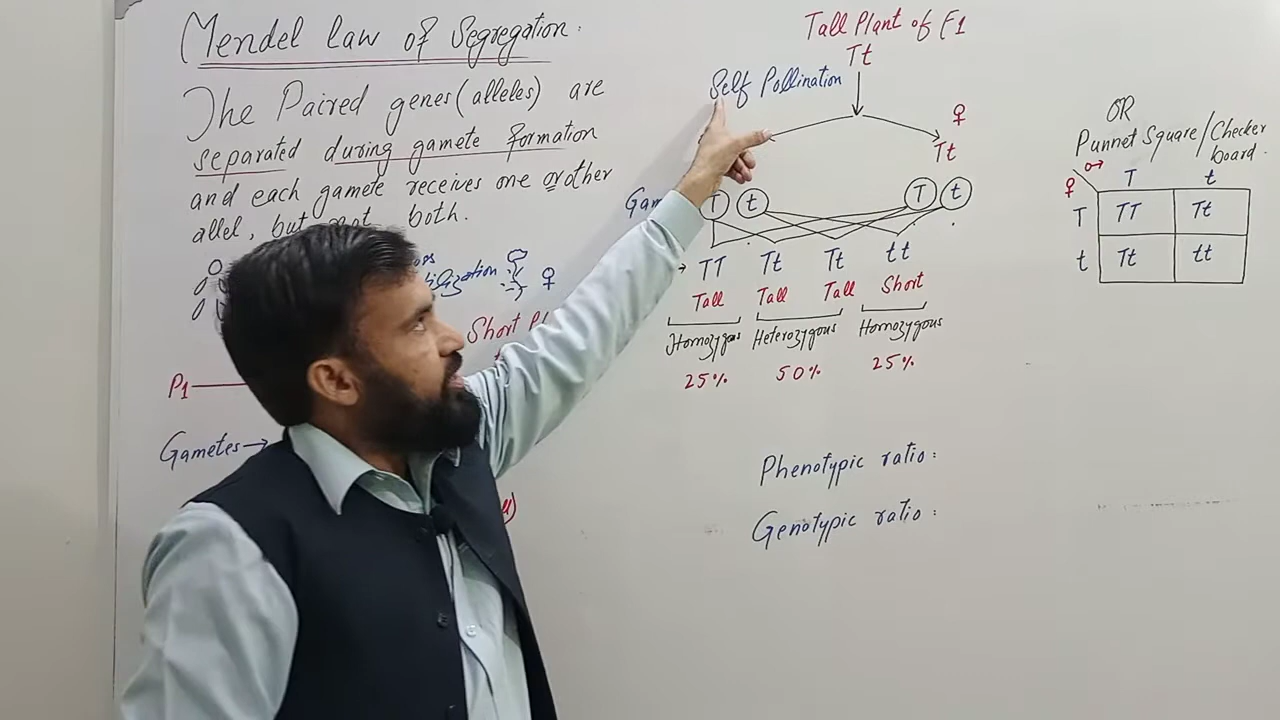 Mendel law of Segregation.
The Paired genes (alleles) are
separated during gamete formation
and each gamete receives one or other
allel, but not both.
Short
P1
Gametes →
Tall Plant of F1
Tt
Self Pollination
♀
Tt
T t T t
TT Tt Tt tt
Tall Tall Tall Short
Homozygous Heterozygous Homozygous
25% 50% 25%
Phenotypic ratio:
Genotypic ratio:
OR
Punnet Square/Checker
board.
♂ T t
♀
T TT Tt
t Tt tt